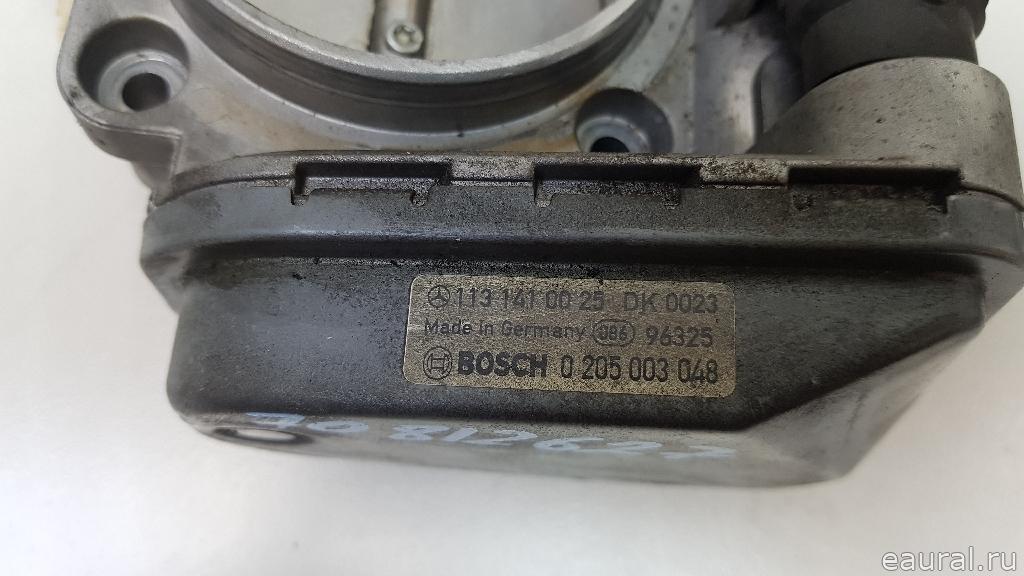 113 141 00 25 DK 0023
Made in Germany 086 96325
BOSCH 0 205 003 048
eaural.ru